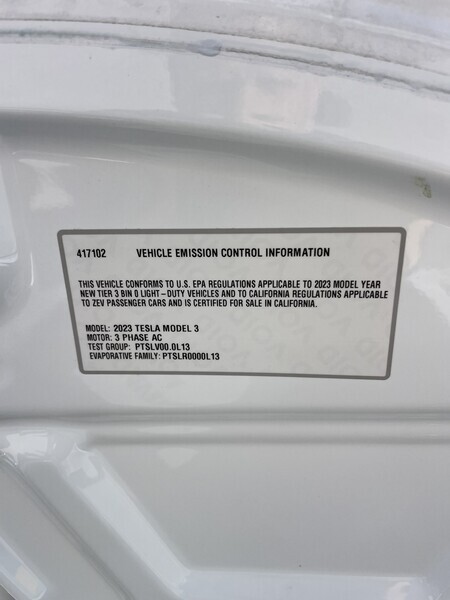 417102 VEHICLE EMISSION CONTROL INFORMATION
THIS VEHICLE CONFORMS TO U.S. EPA REGULATIONS APPLICABLE TO 2023 MODEL YEAR
NEW TIER 3 BIN 0 LIGHT-DUTY VEHICLES AND TO CALIFORNIA REGULATIONS APPLICABLE
TO ZEV PASSENGER CARS AND IS CERTIFIED FOR SALE IN CALIFORNIA.
MODEL: 2023 TESLA MODEL 3
MOTOR: 3 PHASE AC
TEST GROUP: PTSLV00.0L13
EVAPORATIVE FAMILY: PTSLR0000L13